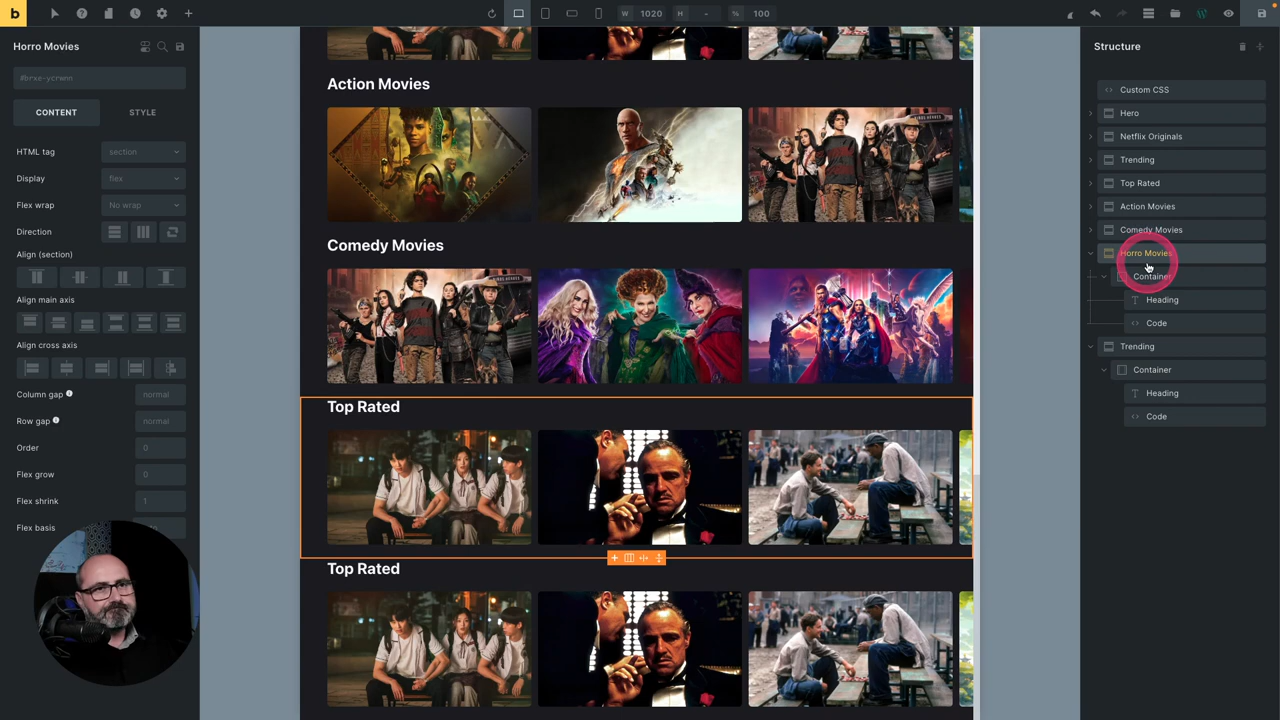 b
W 1020 H - % 100
Horro Movies
#brxe-ycrwnn
CONTENT STYLE
HTML tag section
Display flex
Flex wrap No wrap
Direction
Align (section)
Align main axis
Align cross axis
Column gap normal
Row gap normal
Order 0
Flex grow 0
Flex shrink 1
Flex basis
Action Movies
Comedy Movies
Top Rated
Top Rated
Structure
Custom CSS
Hero
Netflix Originals
Trending
Top Rated
Action Movies
Comedy Movies
Horro Movies
Container
Heading
Code
Trending
Container
Heading
Code